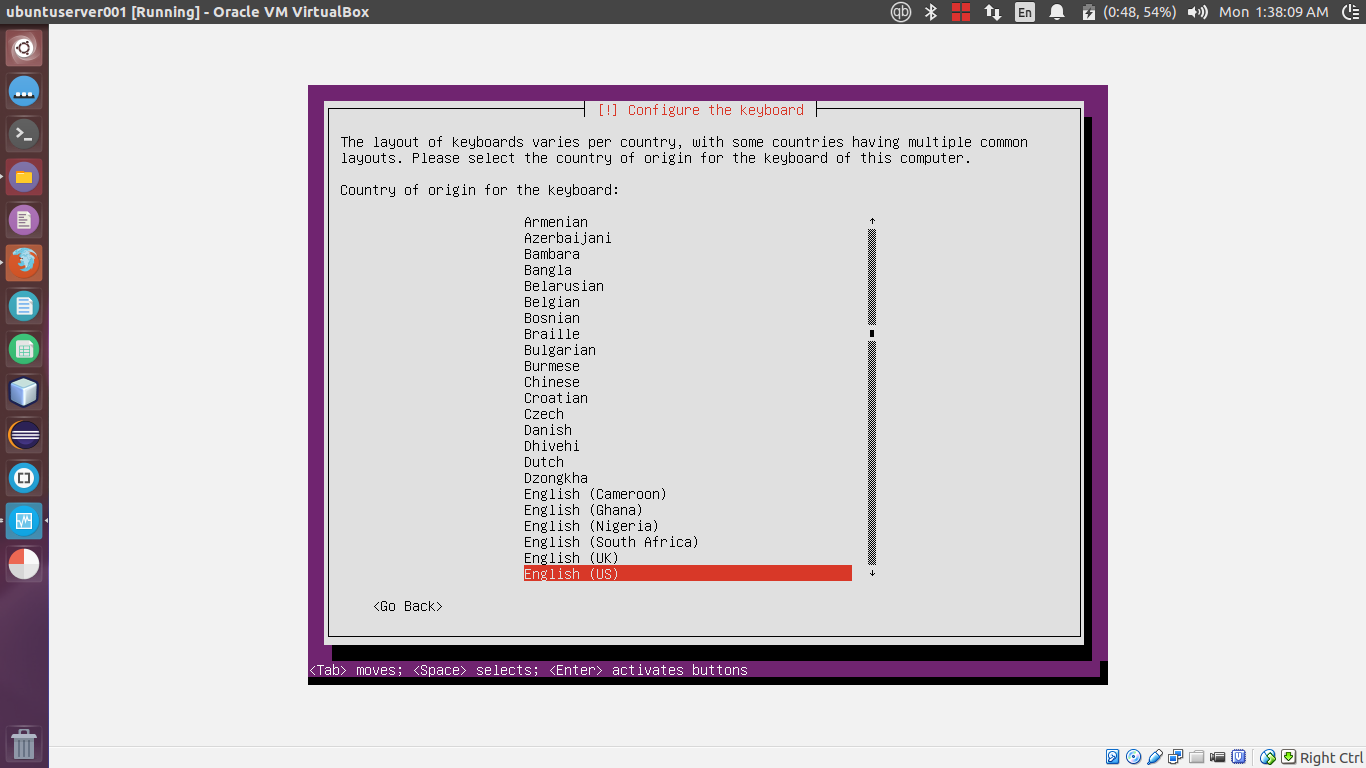 ubuntuserver001 [Running] - Oracle VM VirtualBox
qb
En
(0:48, 54%)
Mon 1:38:09 AM
[!] Configure the keyboard
The layout of keyboards varies per country, with some countries having multiple common
layouts. Please select the country of origin for the keyboard of this computer.
Country of origin for the keyboard:
Armenian
Azerbaijani
Bambara
Bangla
Belarusian
Belgian
Bosnian
Braille
Bulgarian
Burmese
Chinese
Croatian
Czech
Danish
Dhivehi
Dutch
Dzongkha
English (Cameroon)
English (Ghana)
English (Nigeria)
English (South Africa)
English (UK)
English (US)
<Go Back>
<Tab> moves; <Space> selects; <Enter> activates buttons
Right Ctrl